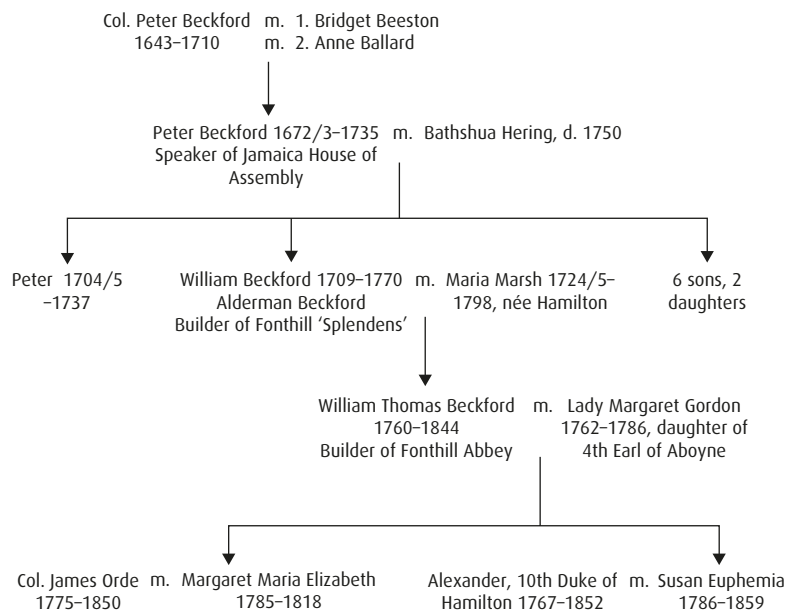 Col. Peter Beckford m. 1. Bridget Beeston
1643–1710 m. 2. Anne Ballard
Peter Beckford 1672/3–1735 m. Bathshua Hering, d. 1750
Speaker of Jamaica House of
Assembly
Peter 1704/5
–1737
William Beckford 1709–1770 m. Maria Marsh 1724/5–
Alderman Beckford 1798, née Hamilton
Builder of Fonthill ‘Splendens’
6 sons, 2
daughters
William Thomas Beckford m. Lady Margaret Gordon
1760–1844 1762–1786, daughter of
Builder of Fonthill Abbey 4th Earl of Aboyne
Col. James Orde m. Margaret Maria Elizabeth
1775–1850 1785–1818
Alexander, 10th Duke of m. Susan Euphemia
Hamilton 1767–1852 1786–1859